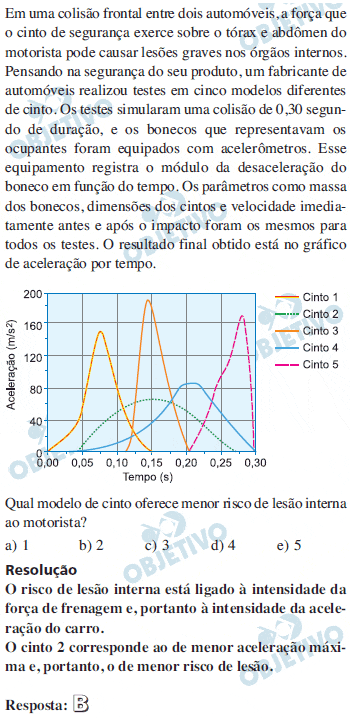 Em uma colisão frontal entre dois automóveis, a força que
o cinto de segurança exerce sobre o tórax e abdômen do
motorista pode causar lesões graves nos órgãos internos.
Pensando na segurança do seu produto, um fabricante de
automóveis realizou testes em cinco modelos diferentes
de cinto. Os testes simularam uma colisão de 0,30 segun-
do de duração, e os bonecos que representavam os
ocupantes foram equipados com acelerômetros. Esse
equipamento registra o módulo da desaceleração do
boneco em função do tempo. Os parâmetros como massa
dos bonecos, dimensões dos cintos e velocidade imedia-
tamente antes e após o impacto foram os mesmos para
todos os testes. O resultado final obtido está no gráfico
de aceleração por tempo.
Aceleração (m/s²)
200
160
120
80
40
0
0,00 0,05 0,10 0,15 0,20 0,25 0,30
Tempo (s)
Cinto 1
Cinto 2
Cinto 3
Cinto 4
Cinto 5
Qual modelo de cinto oferece menor risco de lesão interna
ao motorista?
a) 1 b) 2 c) 3 d) 4 e) 5
Resolução
O risco de lesão interna está ligado à intensidade da
força de frenagem e, portanto à intensidade da acele-
ração do carro.
O cinto 2 corresponde ao de menor aceleração máxi-
ma e, portanto, o de menor risco de lesão.
Resposta: B
OBJETIVO
OBJETIVO
OBJETIVO
OBJETIVO
OBJETIVO
OBJETIVO
OBJETIVO